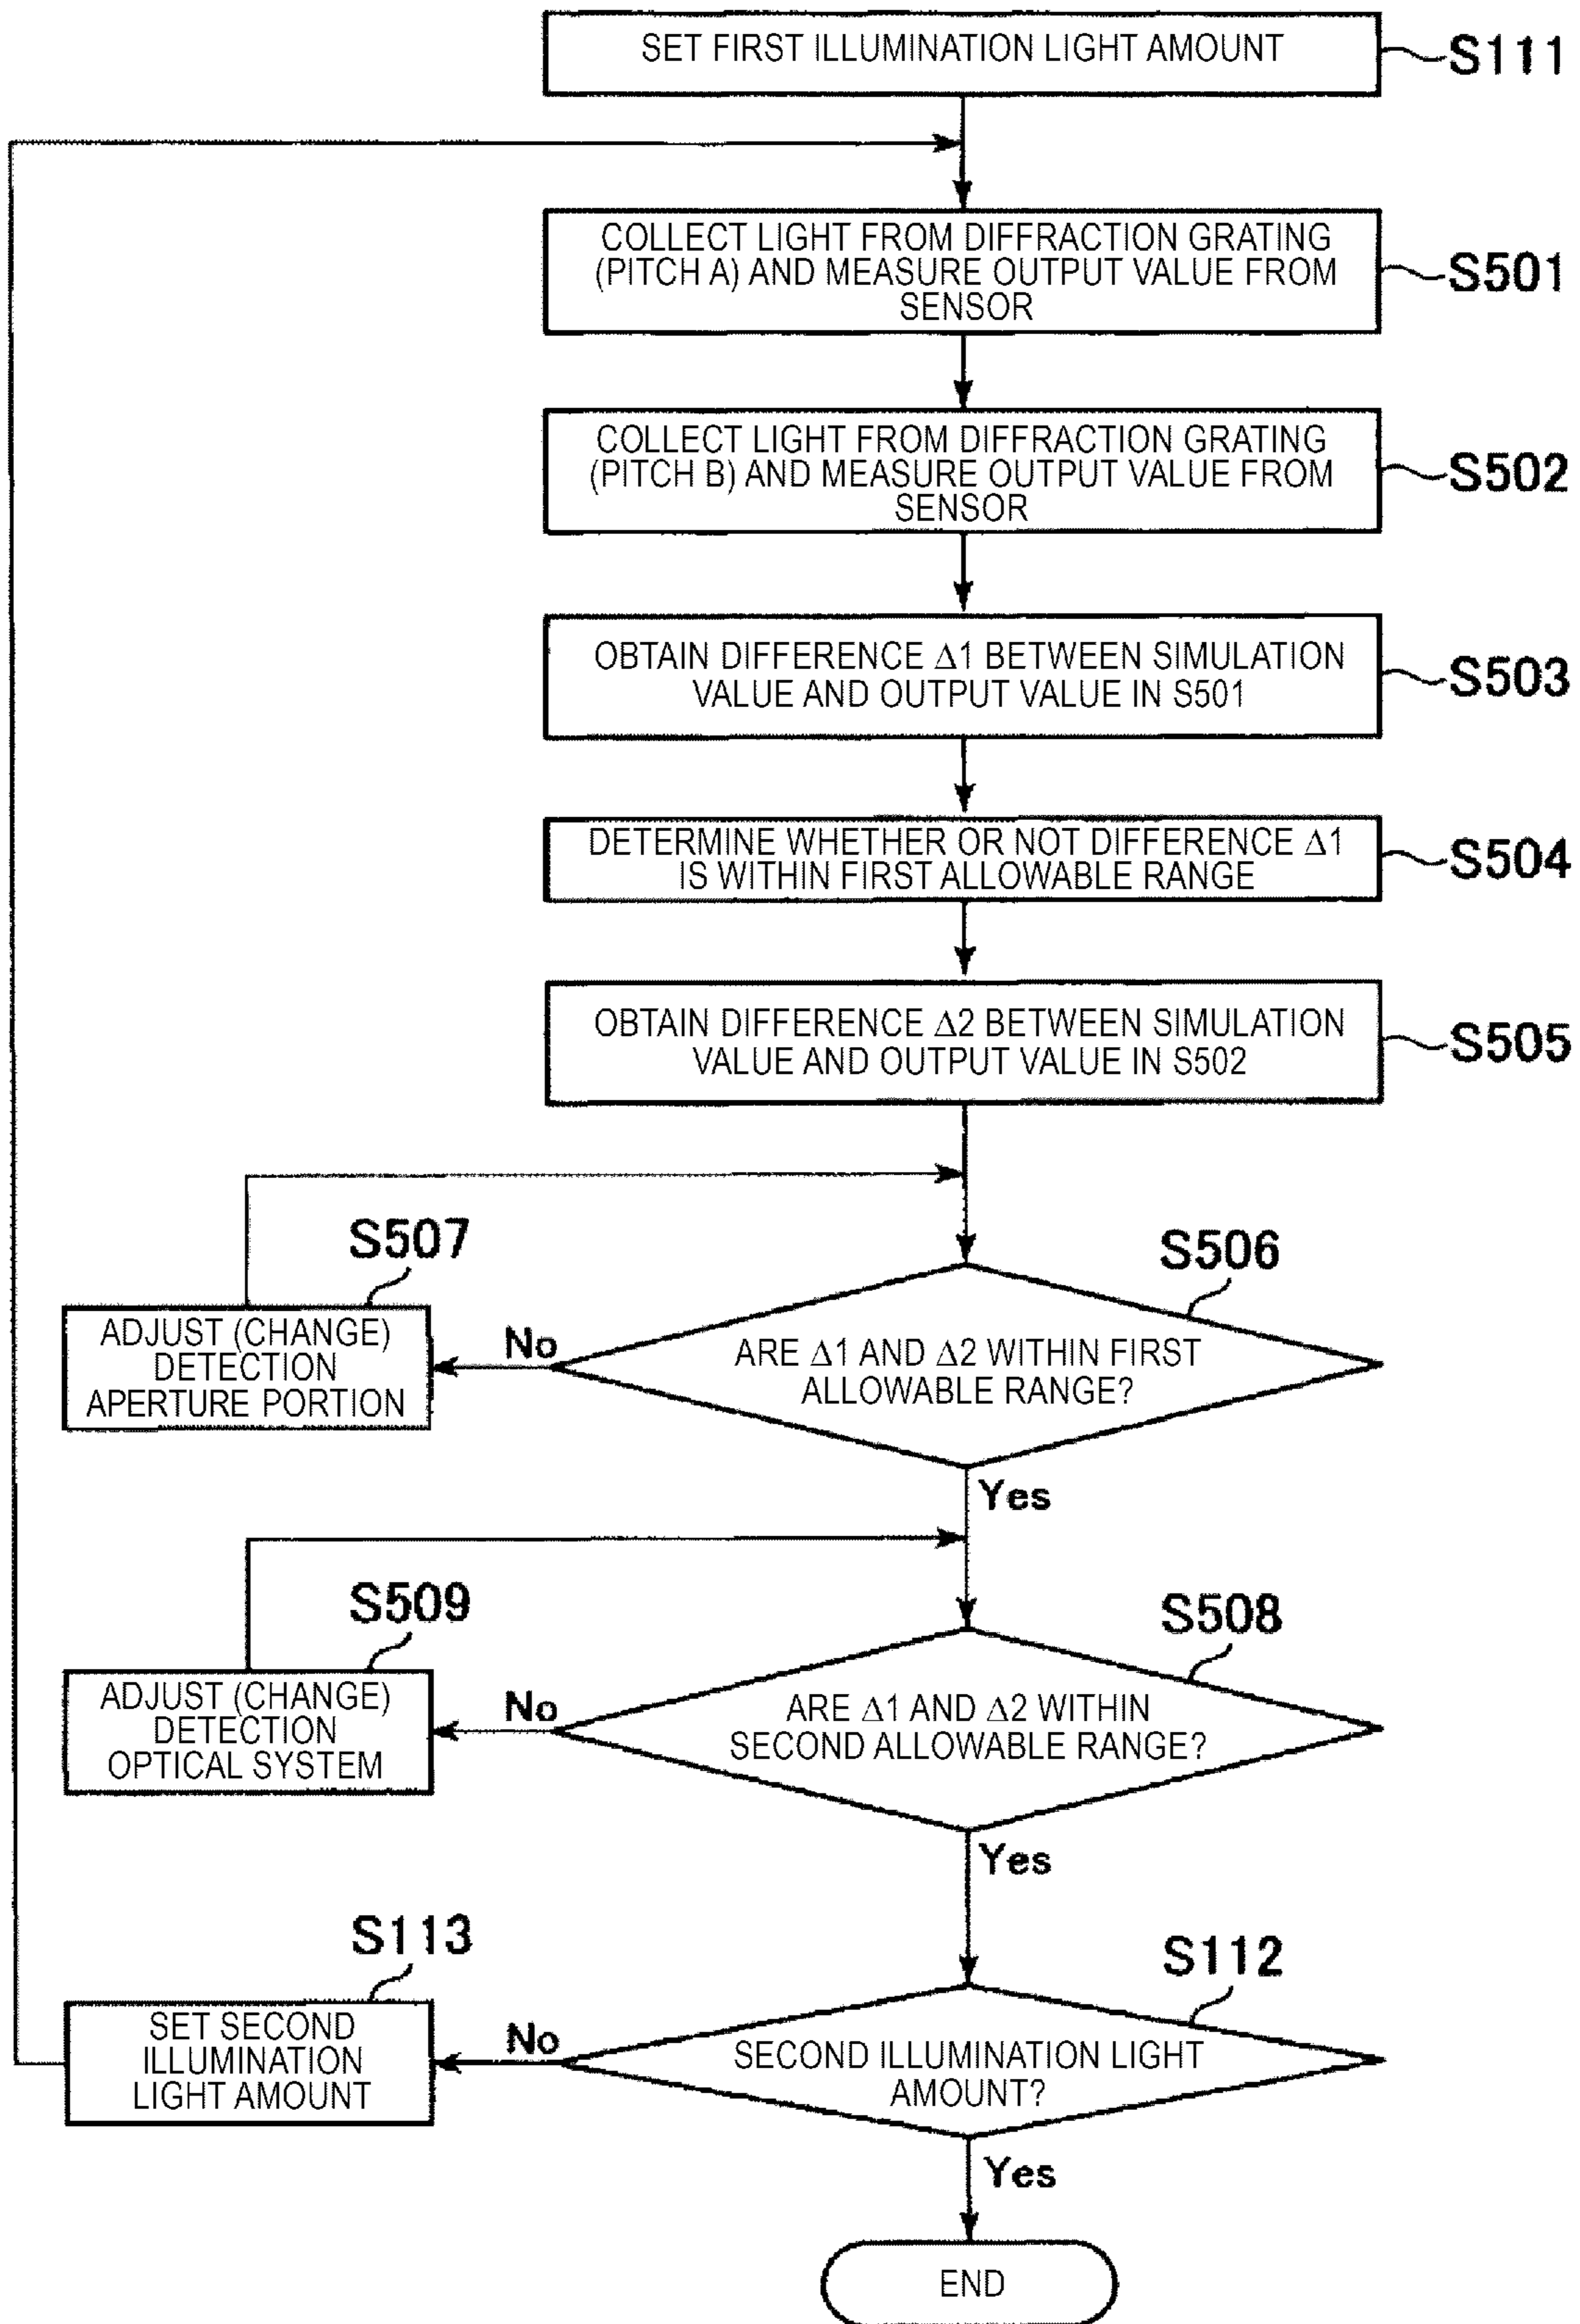 SET FIRST ILLUMINATION LIGHT AMOUNT
S111
COLLECT LIGHT FROM DIFFRACTION GRATING
(PITCH A) AND MEASURE OUTPUT VALUE FROM
SENSOR
S501
COLLECT LIGHT FROM DIFFRACTION GRATING
(PITCH B) AND MEASURE OUTPUT VALUE FROM
SENSOR
S502
OBTAIN DIFFERENCE Δ1 BETWEEN SIMULATION
VALUE AND OUTPUT VALUE IN S501
S503
DETERMINE WHETHER OR NOT DIFFERENCE Δ1
IS WITHIN FIRST ALLOWABLE RANGE
S504
OBTAIN DIFFERENCE Δ2 BETWEEN SIMULATION
VALUE AND OUTPUT VALUE IN S502
S505
S507
S506
ADJUST (CHANGE)
DETECTION
APERTURE PORTION
No
ARE Δ1 AND Δ2 WITHIN FIRST
ALLOWABLE RANGE?
Yes
S509
S508
ADJUST (CHANGE)
DETECTION
OPTICAL SYSTEM
No
ARE Δ1 AND Δ2 WITHIN
SECOND ALLOWABLE RANGE?
Yes
S113
S112
SET SECOND
ILLUMINATION
LIGHT AMOUNT
No
SECOND ILLUMINATION LIGHT
AMOUNT?
Yes
END